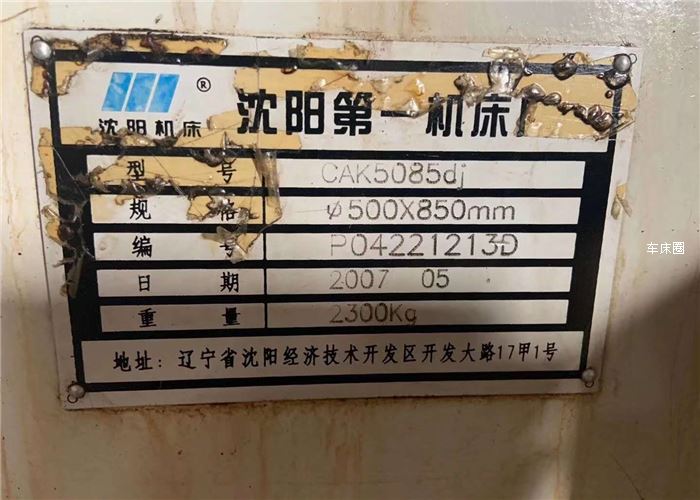 沈阳机床 ® 沈阳第一机床厂
型号 CAK5085dj
规格 φ500X850mm
编号 P04221213D
日期 2007 05
重量 2300Kg
地址: 辽宁省沈阳经济技术开发区开发大路17甲1号
车床圈